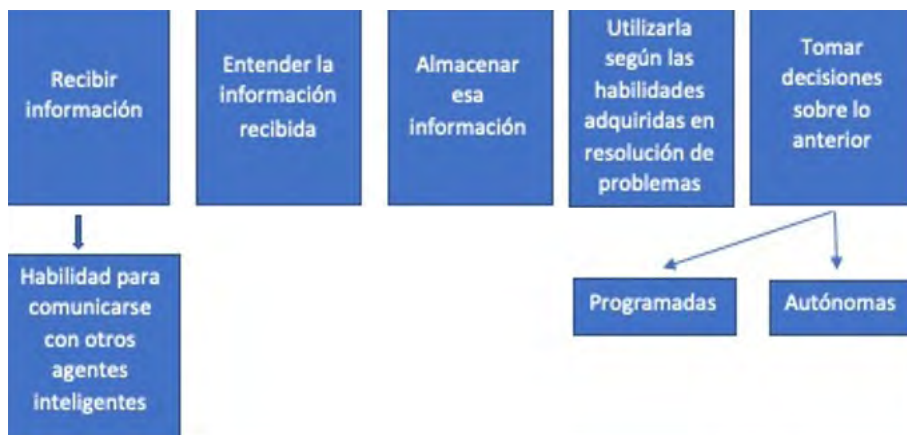 Recibir
información
Entender la
información
recibida
Almacenar
esa
información
Utilizarla
según las
habilidades
adquiridas en
resolución de
problemas
Tomar
decisiones
sobre lo
anterior
Habilidad para
comunicarse
con otros
agentes
inteligentes
Programadas
Autónomas